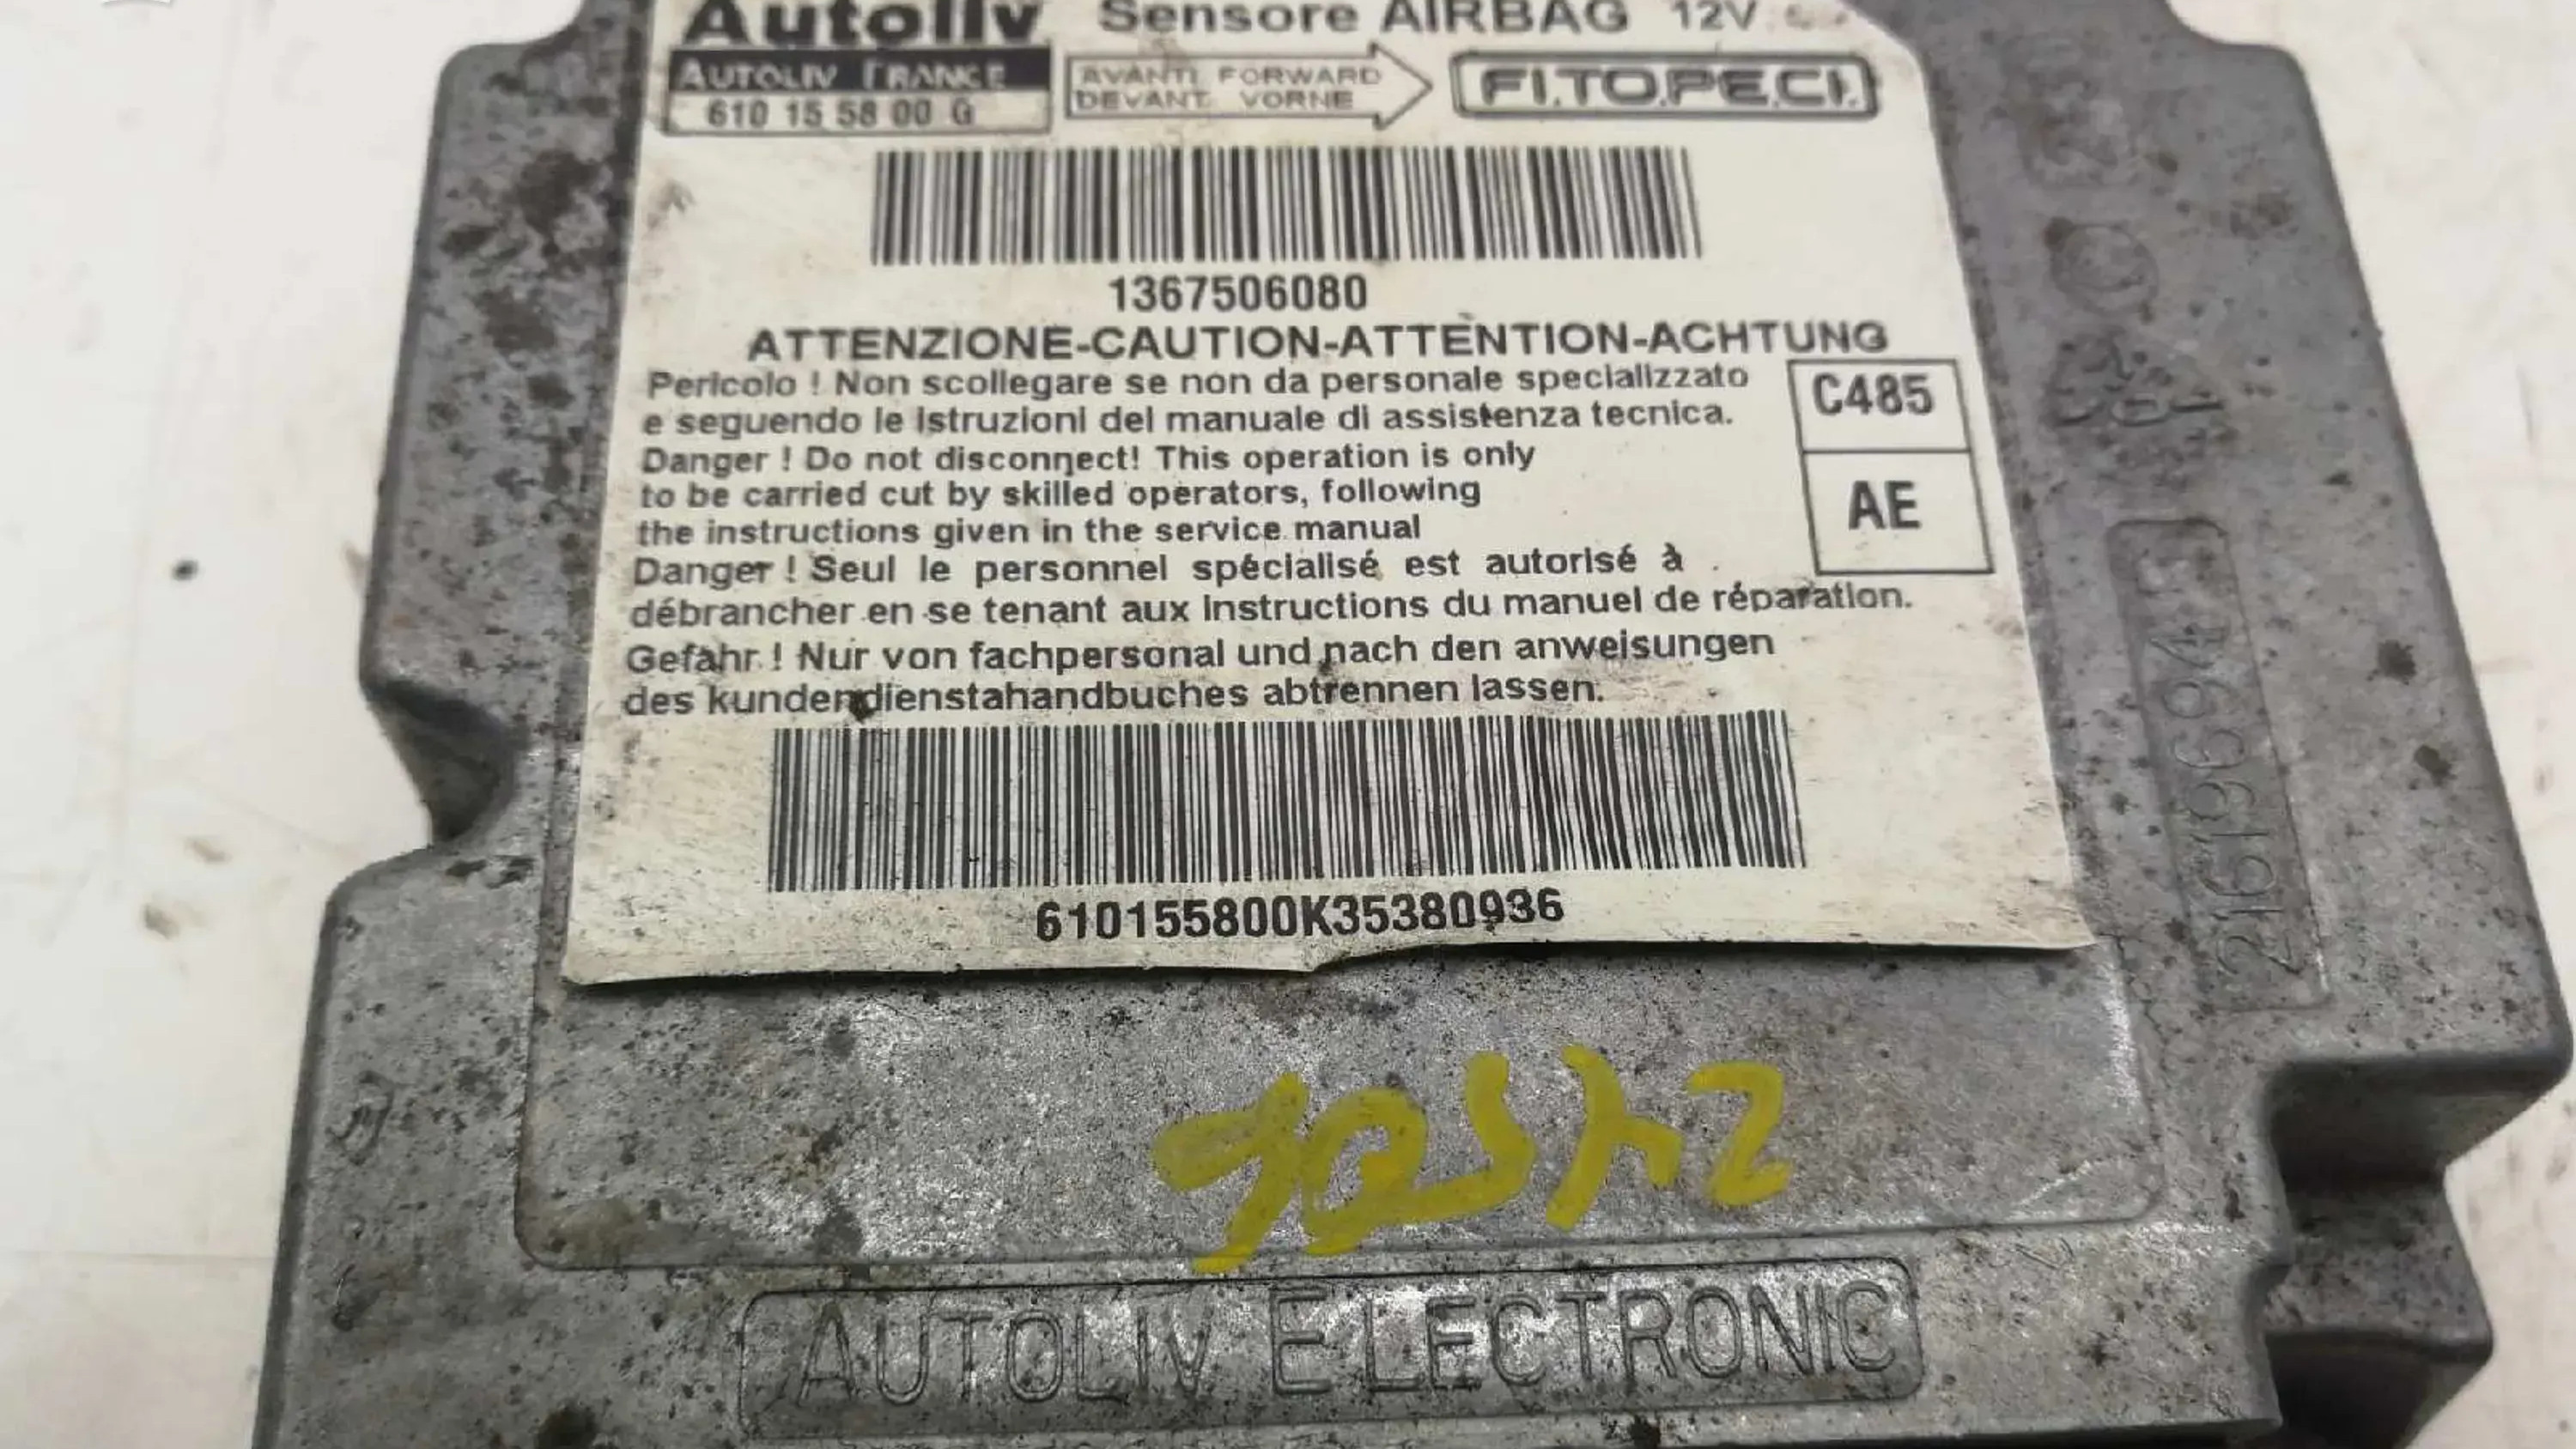 Autoliv Sensore AIRBAG 12V
AUTOLIV FRANCE
610 15 58 00 G
AVANTI FORWARD
DEVANT VORNE
FI.TO.PE.CI.
1367506080
ATTENZIONE-CAUTION-ATTENTION-ACHTUNG
Pericolo ! Non scollegare se non da personale specializzato
e seguendo le istruzioni del manuale di assistenza tecnica.
C485
Danger ! Do not disconnect! This operation is only
to be carried cut by skilled operators, following
the instructions given in the service manual
AE
Danger ! Seul le personnel spécialisé est autorisé à
débrancher en se tenant aux instructions du manuel de réparation.
Gefahr ! Nur von fachpersonal und nach den anweisungen
des kundendienstahandbuches abtrennen lassen.
610155800K35380936
AUTOLIV ELECTRONIC